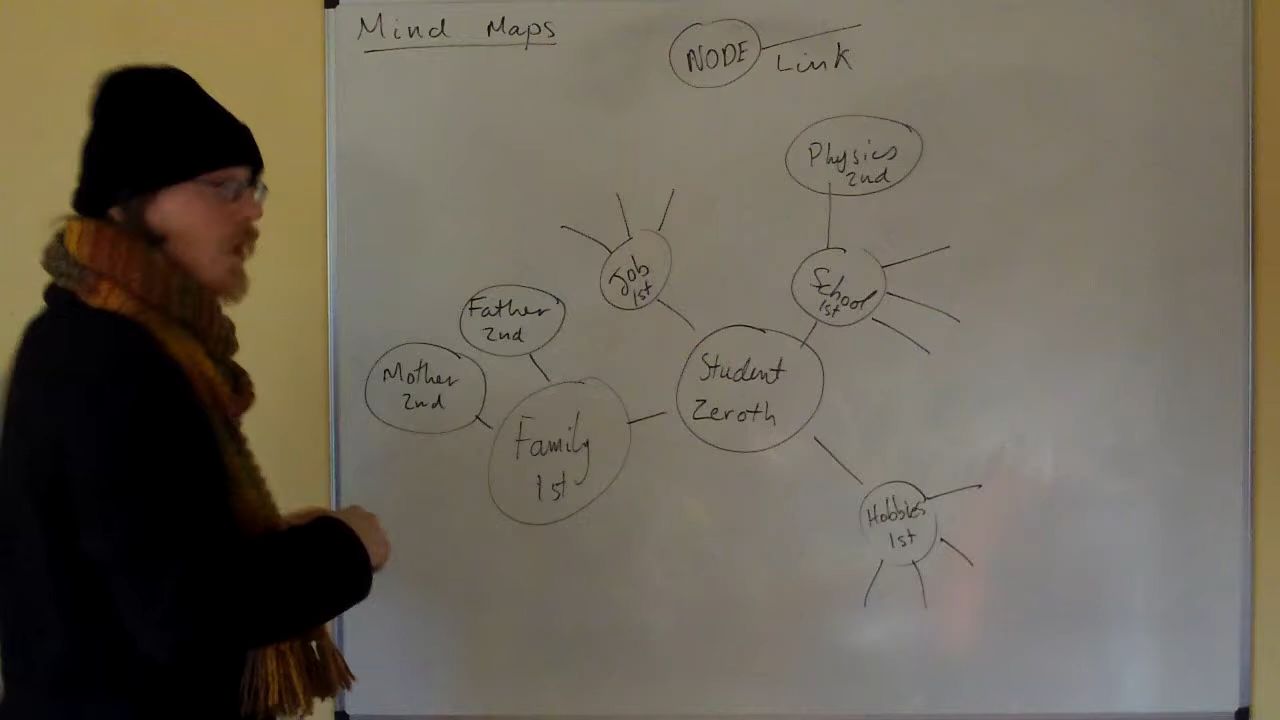 Mind Maps
NODE
Link
Physics
2nd
Job
1st
School
1st
Father
2nd
Mother
2nd
Student
Zeroth
Family
1st
Hobbies
1st